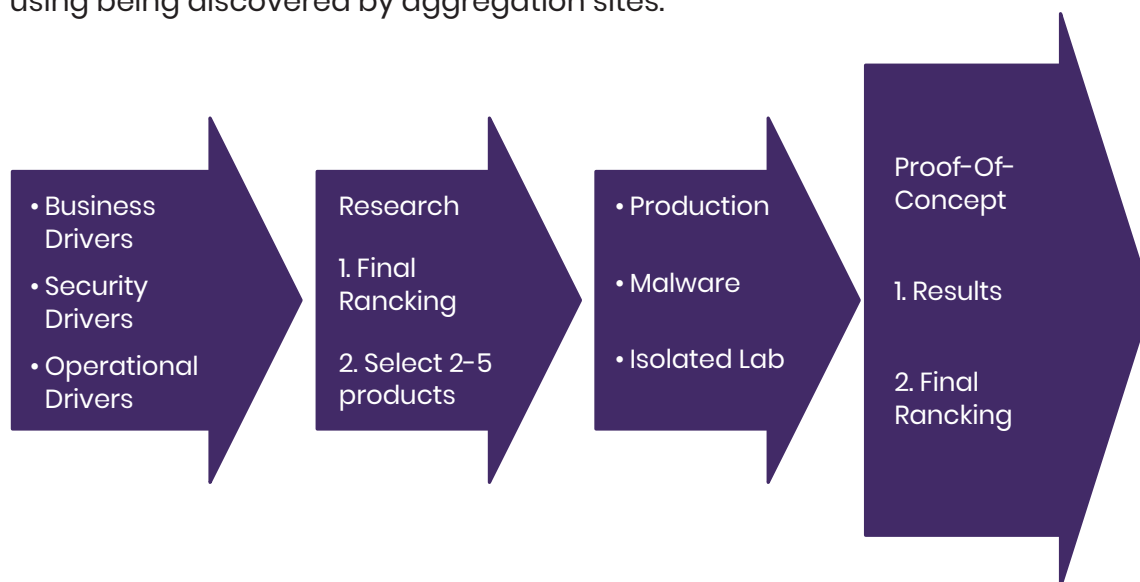 using being discovered by aggregation sites.
• Business
Drivers
• Security
Drivers
• Operational
Drivers
Research
1. Final
Rancking
2. Select 2-5
products
• Production
• Malware
• Isolated Lab
Proof-Of-
Concept
1. Results
2. Final
Rancking